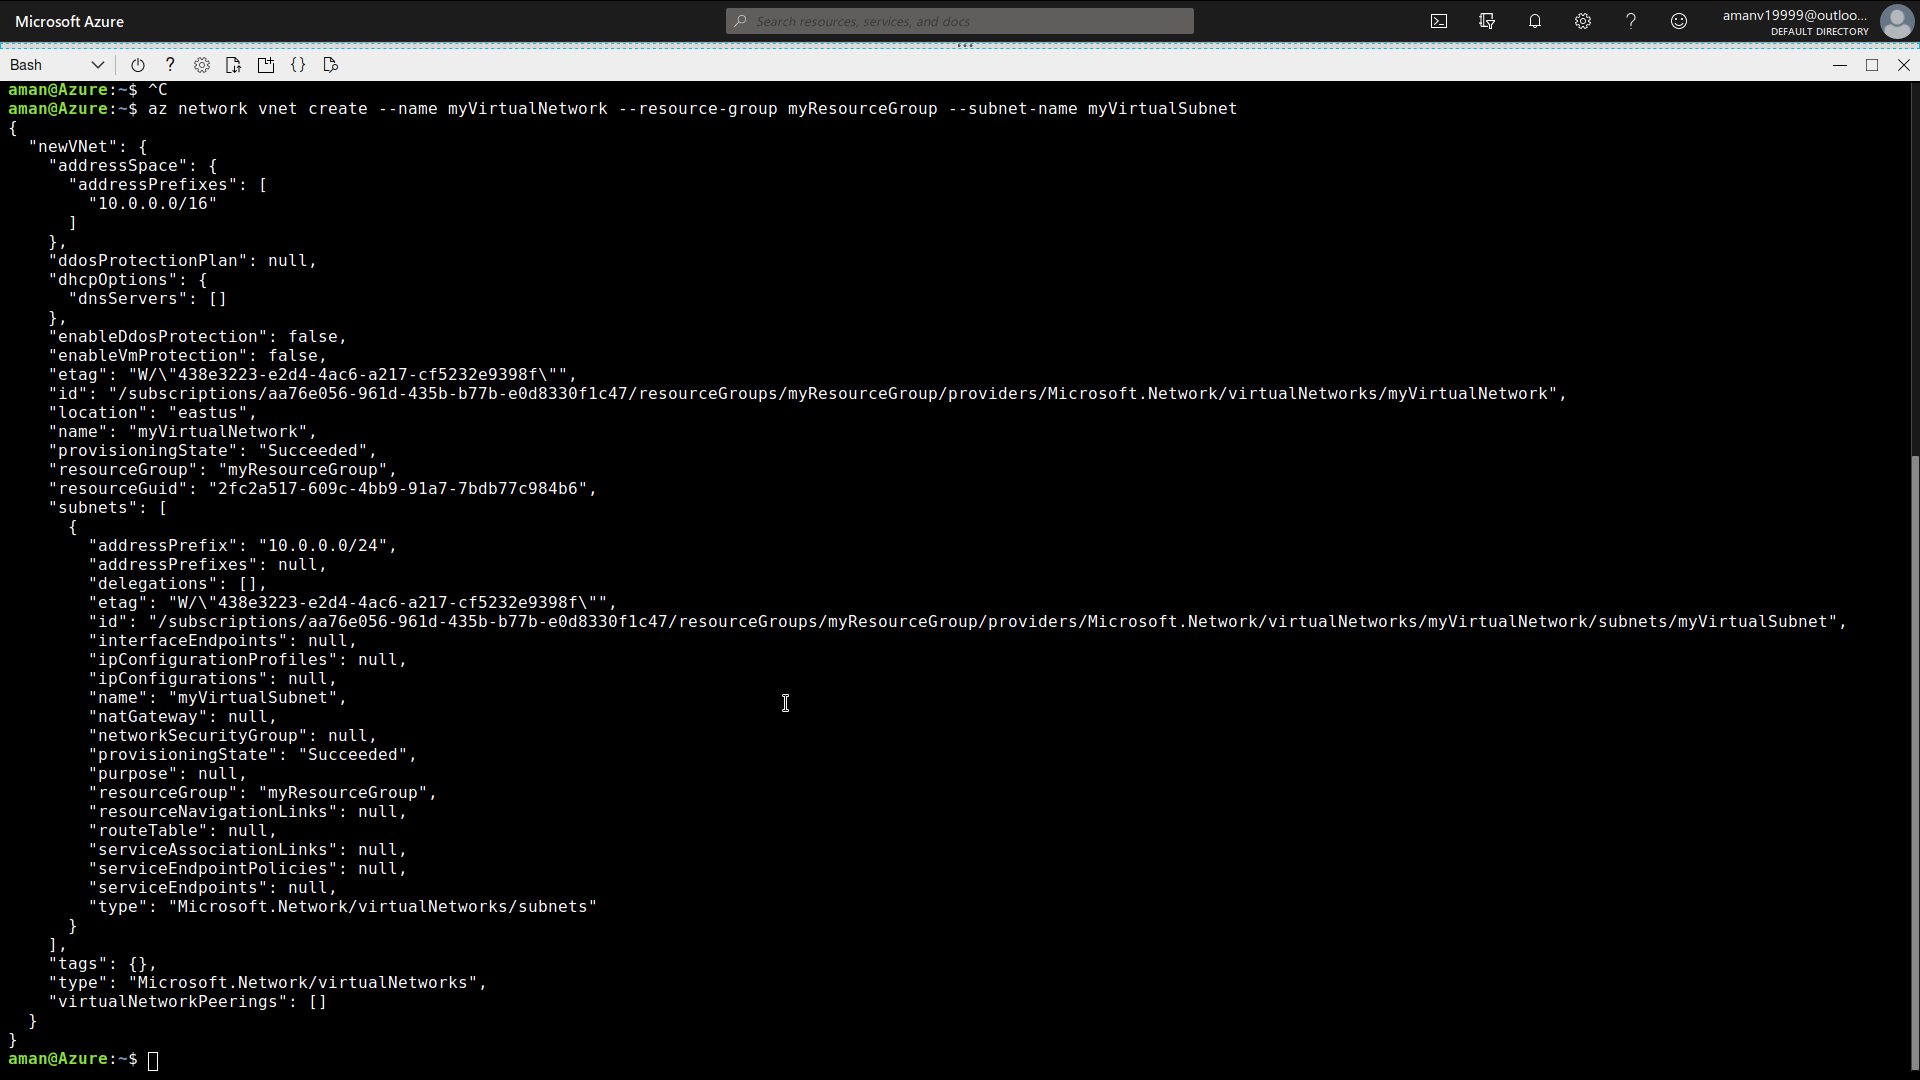 Microsoft Azure
Search resources, services, and docs
amanv19999@outloo...
DEFAULT DIRECTORY
Bash
aman@Azure:~$ ^C
aman@Azure:~$ az network vnet create --name myVirtualNetwork --resource-group myResourceGroup --subnet-name myVirtualSubnet
{
  "newVNet": {
    "addressSpace": {
      "addressPrefixes": [
        "10.0.0.0/16"
      ]
    },
    "ddosProtectionPlan": null,
    "dhcpOptions": {
      "dnsServers": []
    },
    "enableDdosProtection": false,
    "enableVmProtection": false,
    "etag": "W/\"438e3223-e2d4-4ac6-a217-cf5232e9398f\"",
    "id": "/subscriptions/aa76e056-961d-435b-b77b-e0d8330f1c47/resourceGroups/myResourceGroup/providers/Microsoft.Network/virtualNetworks/myVirtualNetwork",
    "location": "eastus",
    "name": "myVirtualNetwork",
    "provisioningState": "Succeeded",
    "resourceGroup": "myResourceGroup",
    "resourceGuid": "2fc2a517-609c-4bb9-91a7-7bdb77c984b6",
    "subnets": [
      {
        "addressPrefix": "10.0.0.0/24",
        "addressPrefixes": null,
        "delegations": [],
        "etag": "W/\"438e3223-e2d4-4ac6-a217-cf5232e9398f\"",
        "id": "/subscriptions/aa76e056-961d-435b-b77b-e0d8330f1c47/resourceGroups/myResourceGroup/providers/Microsoft.Network/virtualNetworks/myVirtualNetwork/subnets/myVirtualSubnet",
        "interfaceEndpoints": null,
        "ipConfigurationProfiles": null,
        "ipConfigurations": null,
        "name": "myVirtualSubnet",
        "natGateway": null,
        "networkSecurityGroup": null,
        "provisioningState": "Succeeded",
        "purpose": null,
        "resourceGroup": "myResourceGroup",
        "resourceNavigationLinks": null,
        "routeTable": null,
        "serviceAssociationLinks": null,
        "serviceEndpointPolicies": null,
        "serviceEndpoints": null,
        "type": "Microsoft.Network/virtualNetworks/subnets"
      }
    ],
    "tags": {},
    "type": "Microsoft.Network/virtualNetworks",
    "virtualNetworkPeerings": []
  }
}
aman@Azure:~$